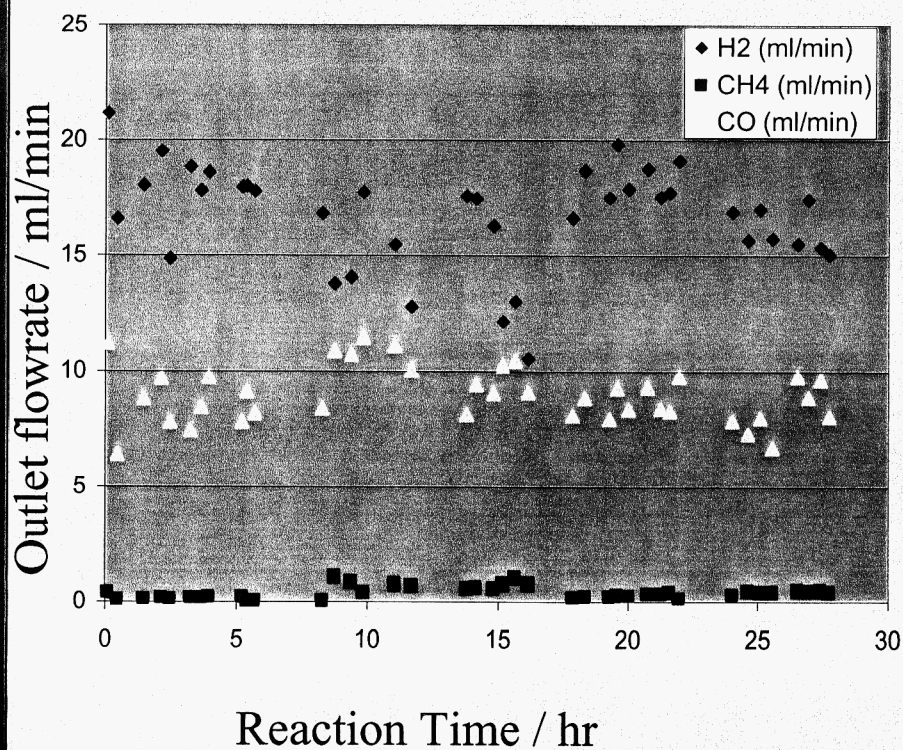 25
20
15
10
5
0
Outlet flowrate / ml/min
H2 (ml/min)
CH4 (ml/min)
CO (ml/min)
0 5 10 15 20 25 30
Reaction Time / hr